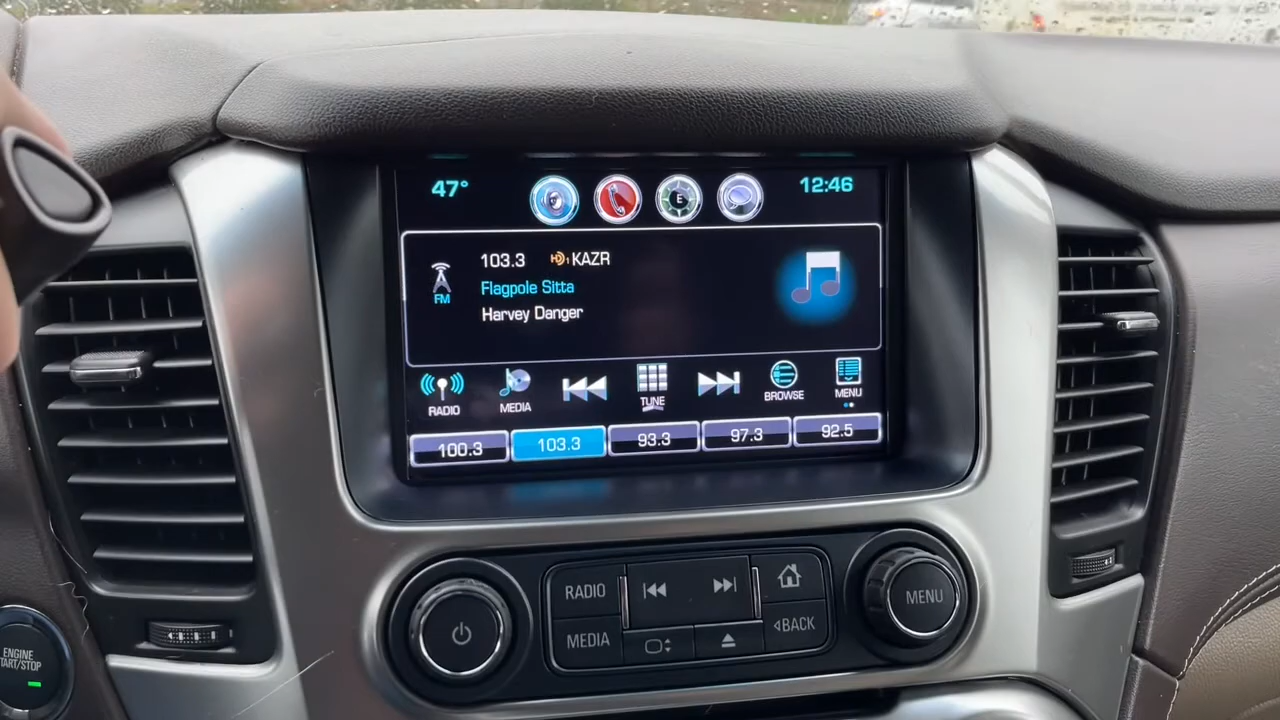 47°
E
12:46
103.3 HD1 KAZR
FM
Flagpole Sitta
Harvey Danger
RADIO
MEDIA
TUNE
BROWSE
MENU
100.3
103.3
93.3
97.3
92.5
RADIO
MEDIA
BACK
MENU
ENGINE
START/STOP